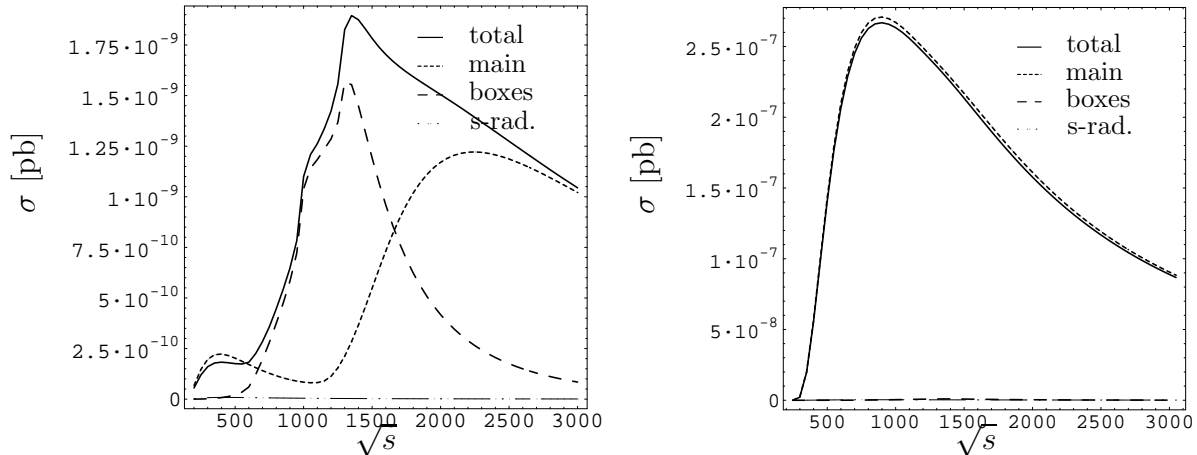 σ [pb]
1.75·10⁻⁹
1.5·10⁻⁹
1.25·10⁻⁹
1·10⁻⁹
7.5·10⁻¹⁰
5·10⁻¹⁰
2.5·10⁻¹⁰
0
total
main
boxes
s-rad.
500 1000 1500 2000 2500 3000
√s
σ [pb]
2.5·10⁻⁷
2·10⁻⁷
1.5·10⁻⁷
1·10⁻⁷
5·10⁻⁸
0
total
main
boxes
s-rad.
500 1000 1500 2000 2500 3000
√s